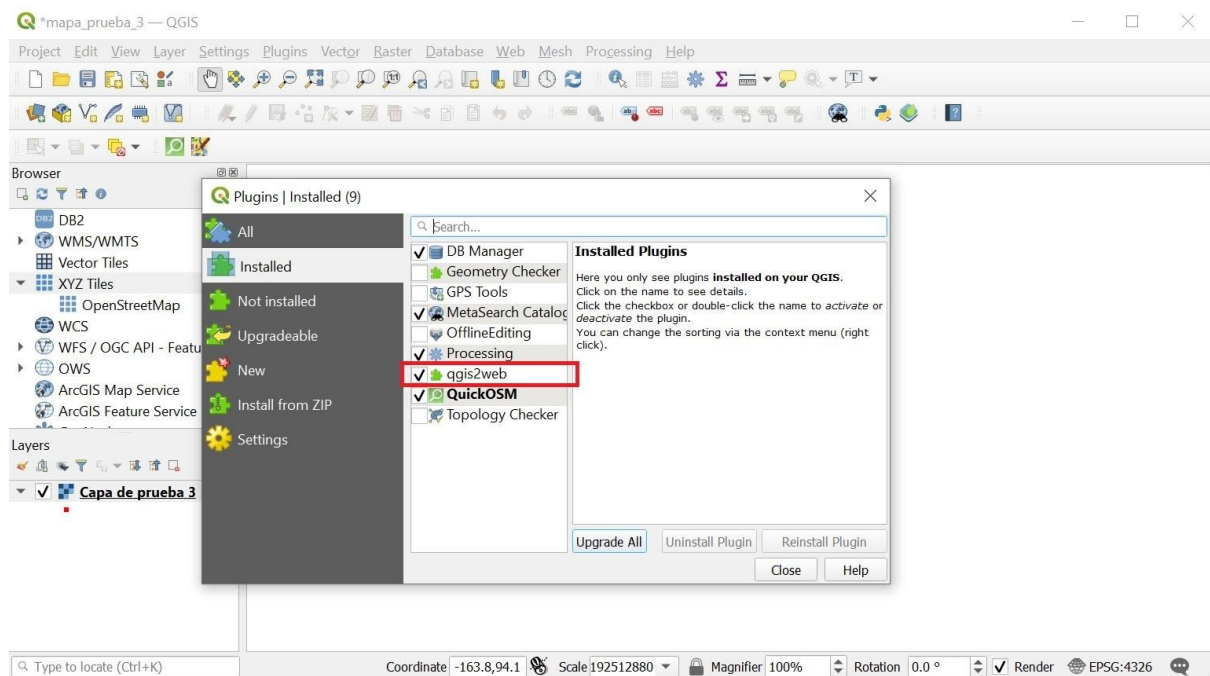 *mapa_prueba_3 — QGIS
Project Edit View Layer Settings Plugins Vector Raster Database Web Mesh Processing Help
Browser
DB2
WMS/WMTS
Vector Tiles
XYZ Tiles
OpenStreetMap
WCS
WFS / OGC API - Featu
OWS
ArcGIS Map Service
ArcGIS Feature Service
Layers
Capa de prueba 3
Plugins | Installed (9)
All
Installed
Not installed
Upgradeable
New
Install from ZIP
Settings
Search...
DB Manager
Geometry Checker
GPS Tools
MetaSearch Catalog
OfflineEditing
Processing
qgis2web
QuickOSM
Topology Checker
Installed Plugins
Here you only see plugins installed on your QGIS.
Click on the name to see details.
Click the checkbox or double-click the name to activate or
deactivate the plugin.
You can change the sorting via the context menu (right
click).
Upgrade All Uninstall Plugin Reinstall Plugin
Close Help
Type to locate (Ctrl+K) Coordinate -163.8,94.1 Scale 192512880 Magnifier 100% Rotation 0.0 ° Render EPSG:4326